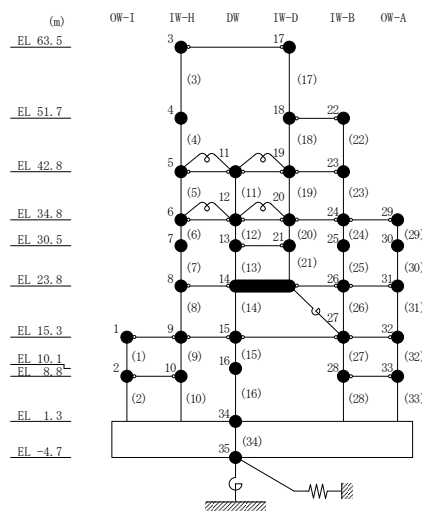 (m) OW-I IW-H DW IW-D IW-B OW-A
EL 63.5 3 17
(3) (17)
EL 51.7 4 18 22
(4) (18) (22)
EL 42.8 5 11 19 23
(5) (11) (19) (23)
EL 34.8 6 12 20 24 29
(6) (12) (20) (24) (29)
EL 30.5 7 13 21 25 30
(7) (13) (21) (25) (30)
EL 23.8 8 14 26 31
(8) (14) (26) (31)
27
EL 15.3 1 9 15 32
(1) (9) (15) (27) (32)
EL 10.1 16
EL 8.8 2 10 28 33
(2) (10) (16) (28) (33)
EL 1.3 34
(34)
EL -4.7 35